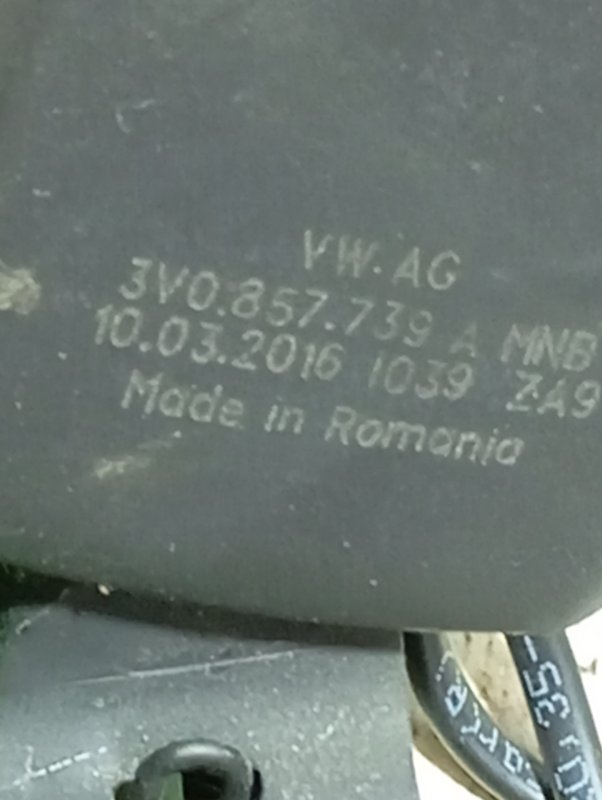 VW. AG
3V0.857.739 A MNB
10.03.2016 1039 ZA9
Made in Romania